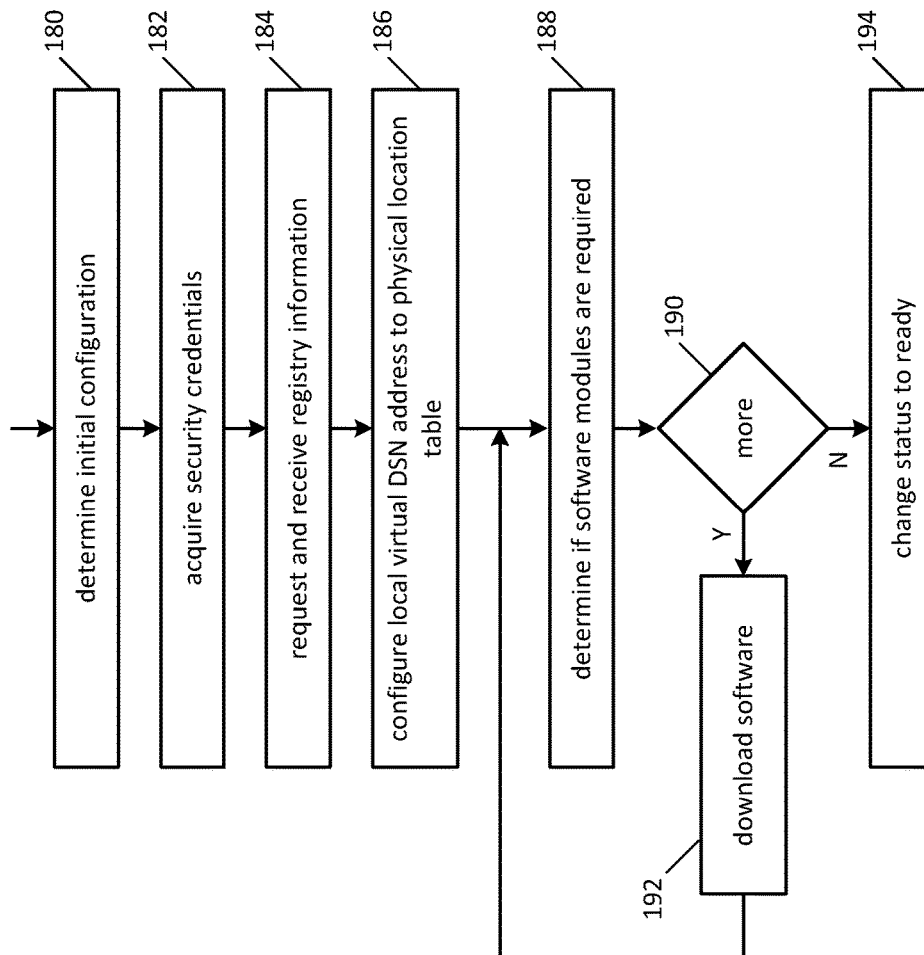 determine initial configuration
180
acquire security credentials
182
request and receive registry information
184
configure local virtual DSN address to physical location
table
186
determine if software modules are required
188
more
190
Y
N
download software
192
change status to ready
194